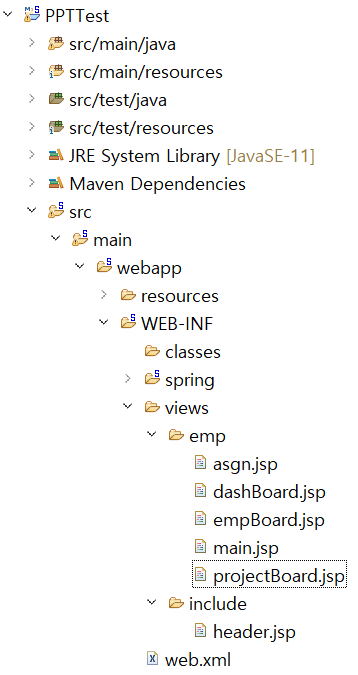 PPTTest
src/main/java
src/main/resources
src/test/java
src/test/resources
JRE System Library [JavaSE-11]
Maven Dependencies
src
main
webapp
resources
WEB-INF
classes
spring
views
emp
asgn.jsp
dashBoard.jsp
empBoard.jsp
main.jsp
projectBoard.jsp
include
header.jsp
web.xml